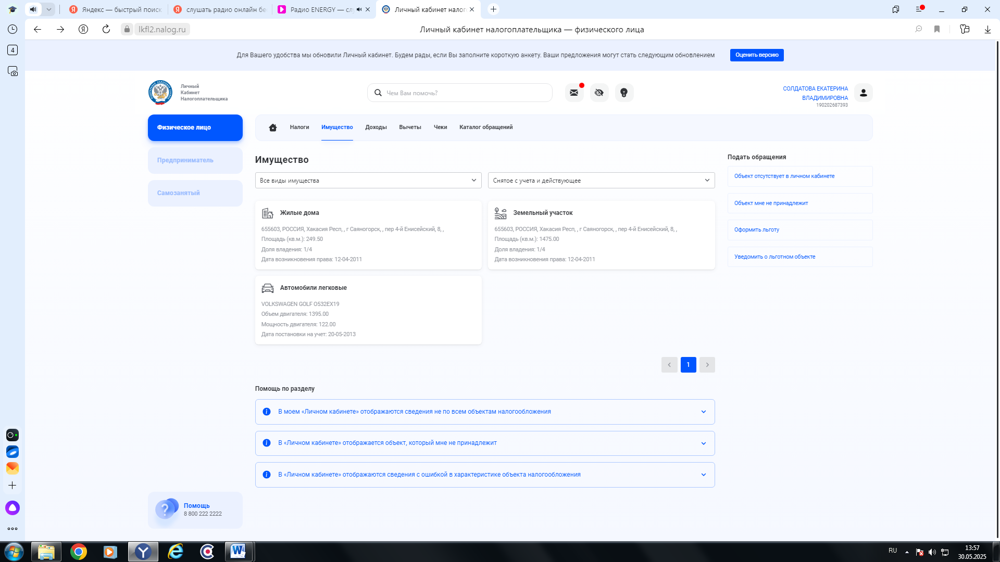 Яндекс — быстрый поиск
слушать радио онлайн бе
Радио ENERGY — слу
Личный кабинет налог
4
lkfl2.nalog.ru
Личный кабинет налогоплательщика — физического лица
Для Вашего удобства мы обновили Личный кабинет. Будем рады, если Вы заполните короткую анкету. Ваши предложения могут стать следующим обновлением
Оценить версию
Личный
Кабинет
Налогоплательщика
Чем Вам помочь?
СОЛДАТОВА ЕКАТЕРИНА
ВЛАДИМИРОВНА
190202687393
Физическое лицо
Предприниматель
Самозанятый
Налоги
Имущество
Доходы
Вычеты
Чеки
Каталог обращений
Имущество
Все виды имущества
Снятое с учета и действующее
Жилые дома
655603, РОССИЯ, Хакасия Респ, , г Саяногорск, , пер 4-й Енисейский, 8, ,
Площадь (кв.м.): 249.50
Доля владения: 1/4
Дата возникновения права: 12-04-2011
Земельный участок
655603, РОССИЯ, Хакасия Респ, , г Саяногорск, , пер 4-й Енисейский, 8, ,
Площадь (кв.м.): 1475.00
Доля владения: 1/4
Дата возникновения права: 12-04-2011
Автомобили легковые
VOLKSWAGEN GOLF О532ЕХ19
Объем двигателя: 1395.00
Мощность двигателя: 122.00
Дата постановки на учет: 20-05-2013
1
Подать обращения
Объект отсутствует в личном кабинете
Объект мне не принадлежит
Оформить льготу
Уведомить о льготном объекте
Помощь по разделу
В моем «Личном кабинете» отображаются сведения не по всем объектам налогообложения
В «Личном кабинете» отображается объект, который мне не принадлежит
В «Личном кабинете» отображаются сведения с ошибкой в характеристике объекта налогообложения
Помощь
8 800 222 2222
RU
13:57
30.05.2025